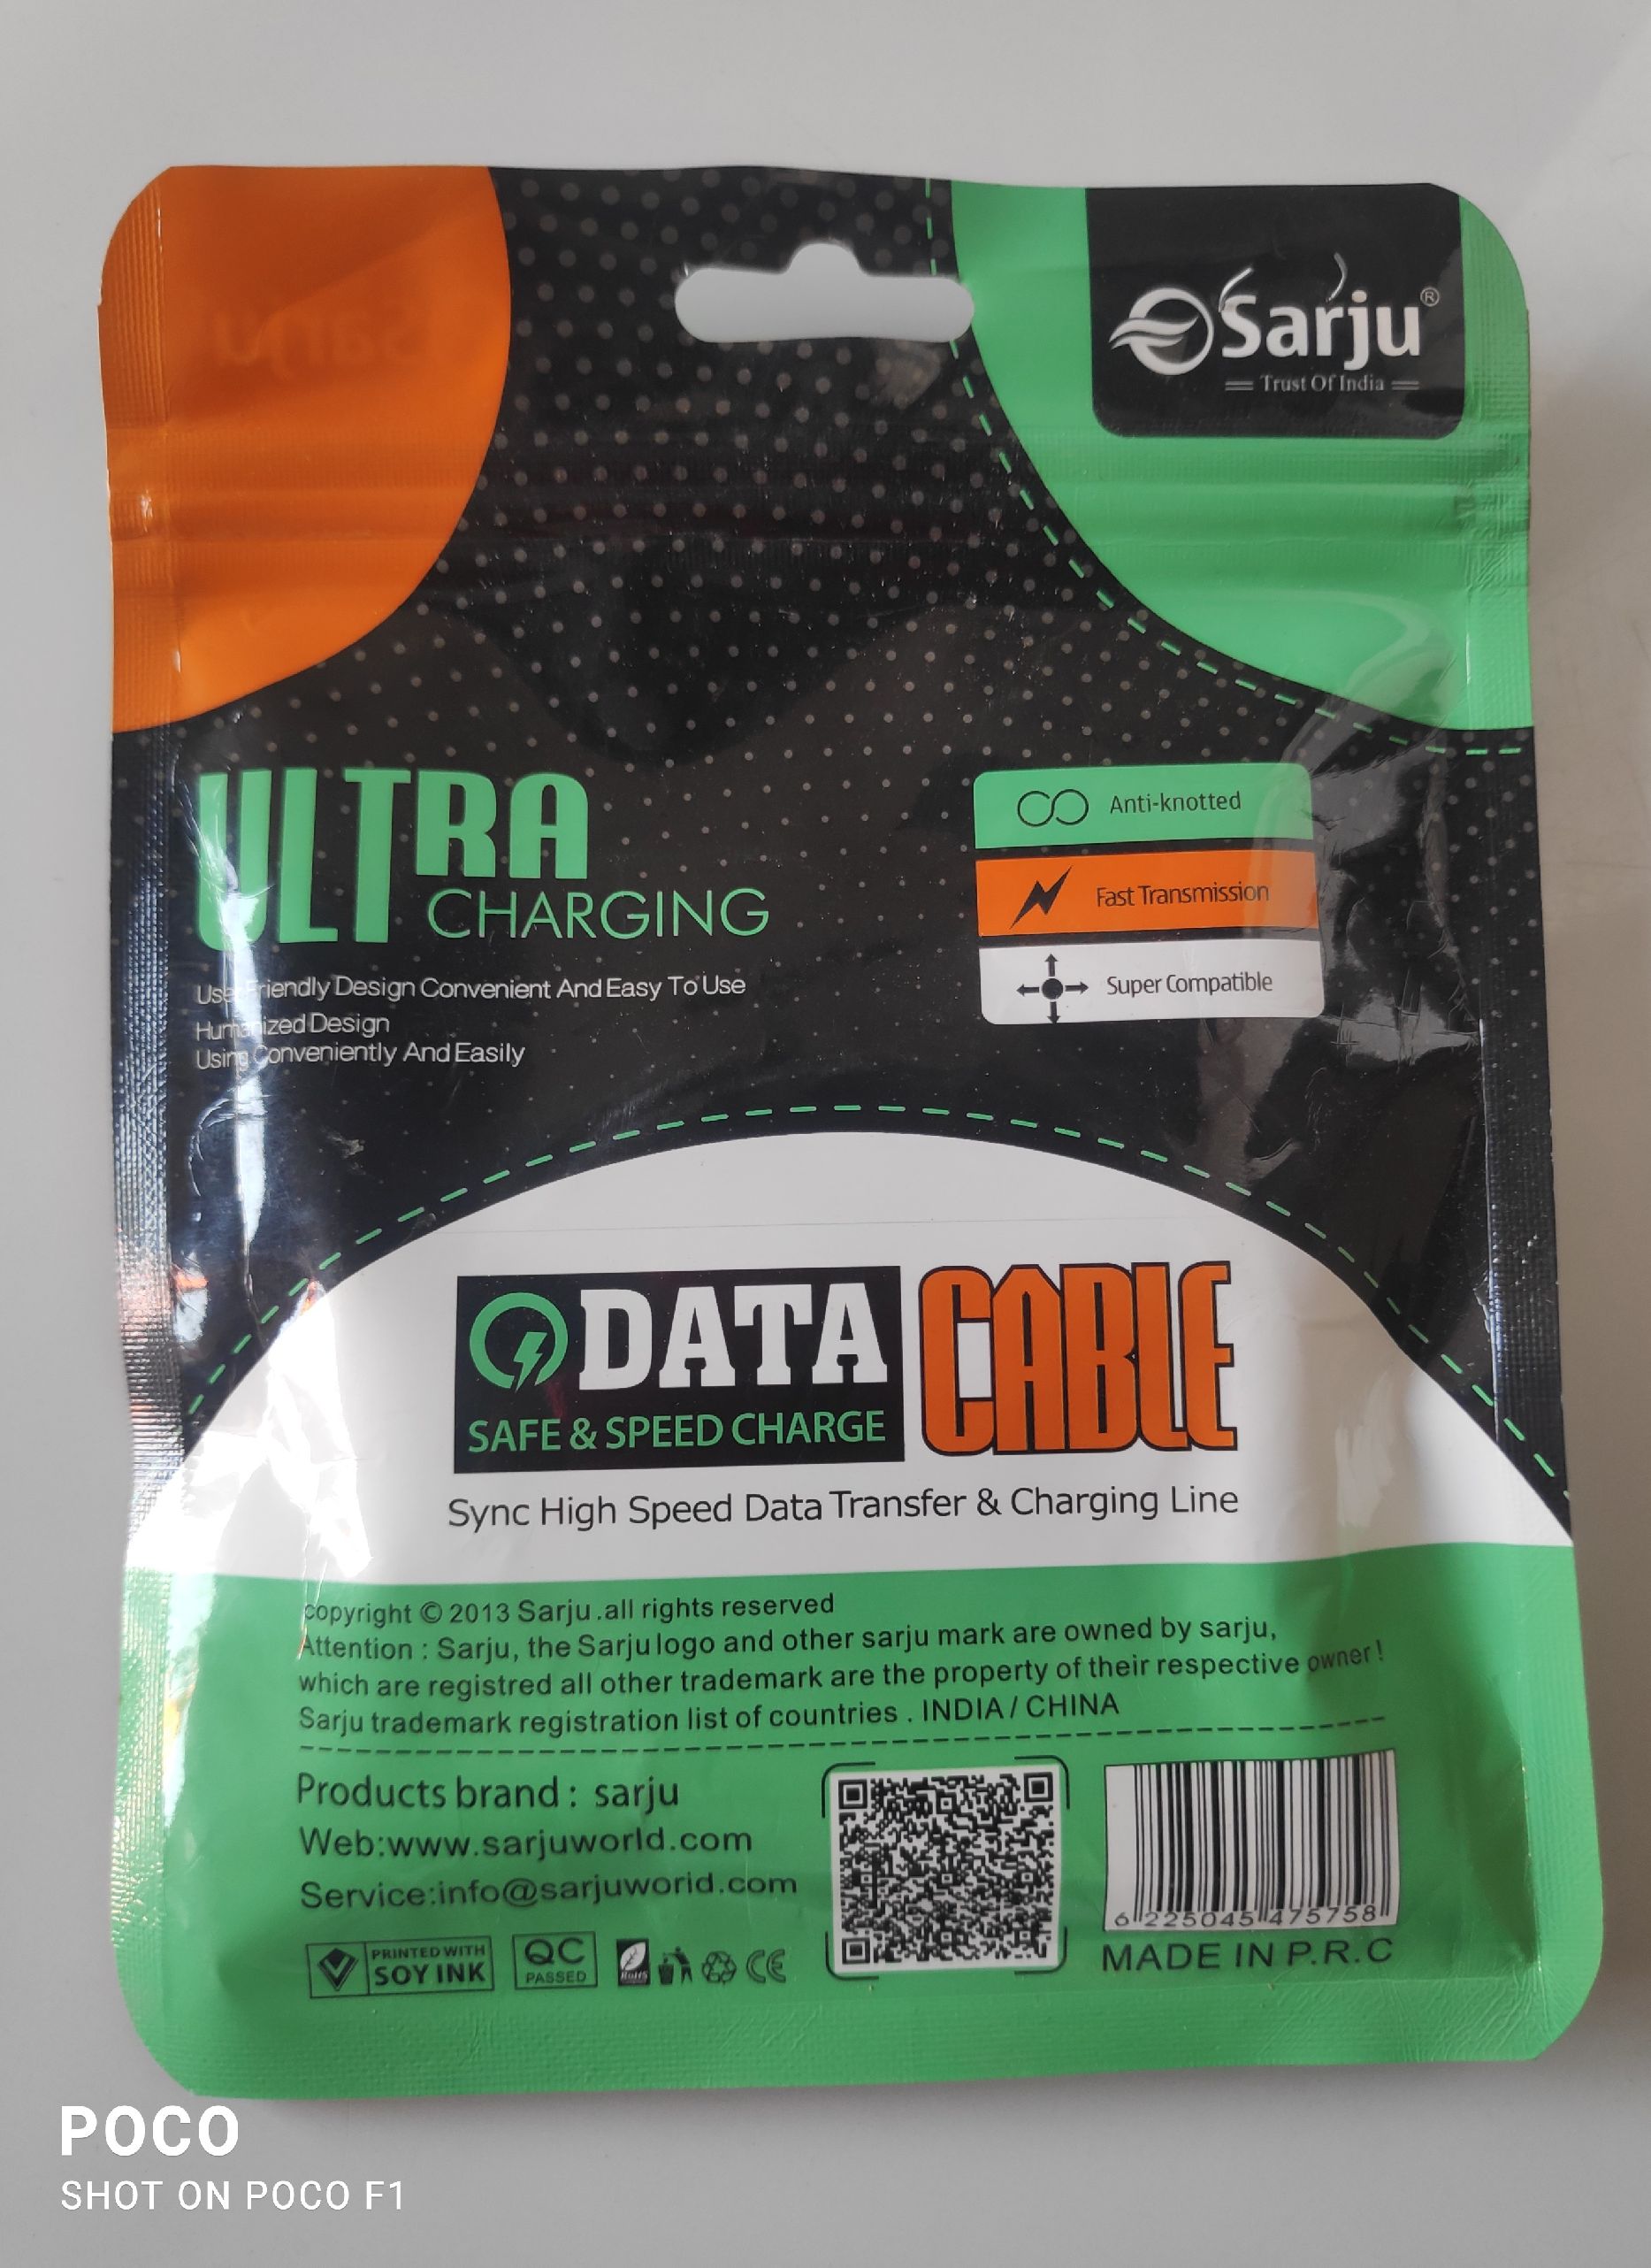 Sarju®
Trust Of India
ULTRA
CHARGING
User Friendly Design Convenient And Easy To Use
Humanized Design
Using Conveniently And Easily
Anti-knotted
Fast Transmission
Super Compatible
DATA CABLE
SAFE & SPEED CHARGE
Sync High Speed Data Transfer & Charging Line
copyright © 2013 Sarju .all rights reserved
Attention : Sarju, the Sarju logo and other sarju mark are owned by sarju,
which are registred all other trademark are the property of their respective owner !
Sarju trademark registration list of countries . INDIA / CHINA
Products brand : sarju
Web:www.sarjuworld.com
Service:info@sarjuworid.com
PRINTED WITH
SOY INK
QC
PASSED
RoHS
CE
6 225045 475758
MADE IN P.R.C
POCO
SHOT ON POCO F1